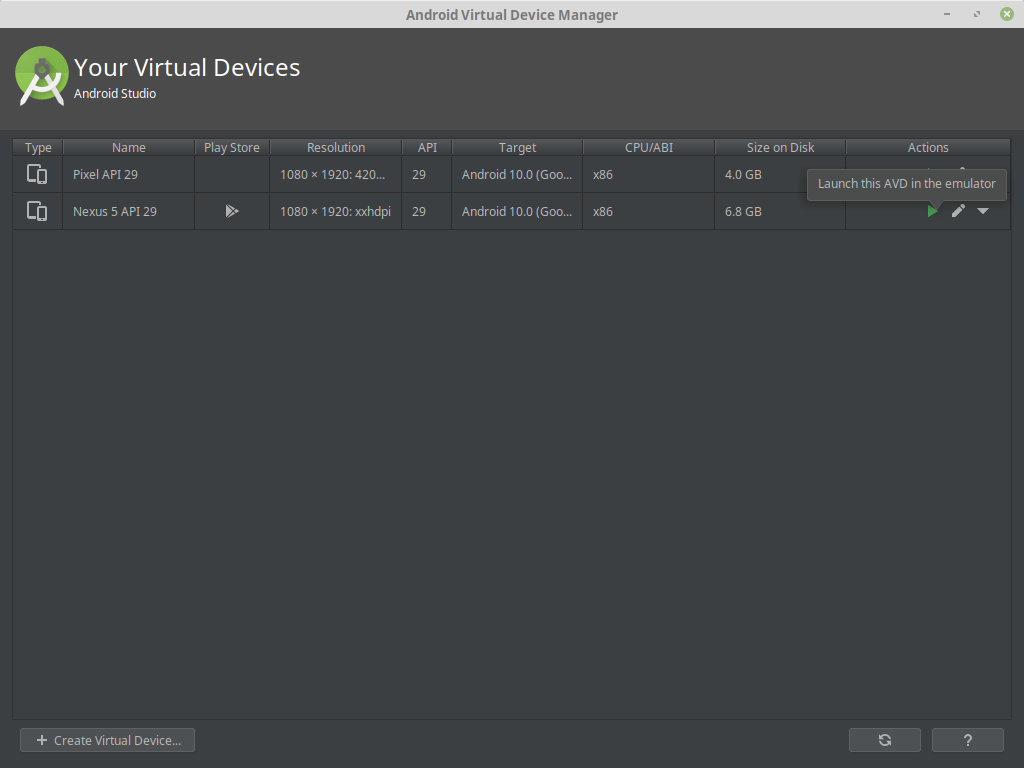 Android Virtual Device Manager
Your Virtual Devices
Android Studio
Type Name Play Store Resolution API Target CPU/ABI Size on Disk Actions
Pixel API 29 1080 × 1920: 420... 29 Android 10.0 (Goo... x86 4.0 GB
Launch this AVD in the emulator
Nexus 5 API 29 1080 × 1920: xxhdpi 29 Android 10.0 (Goo... x86 6.8 GB
+ Create Virtual Device...
?